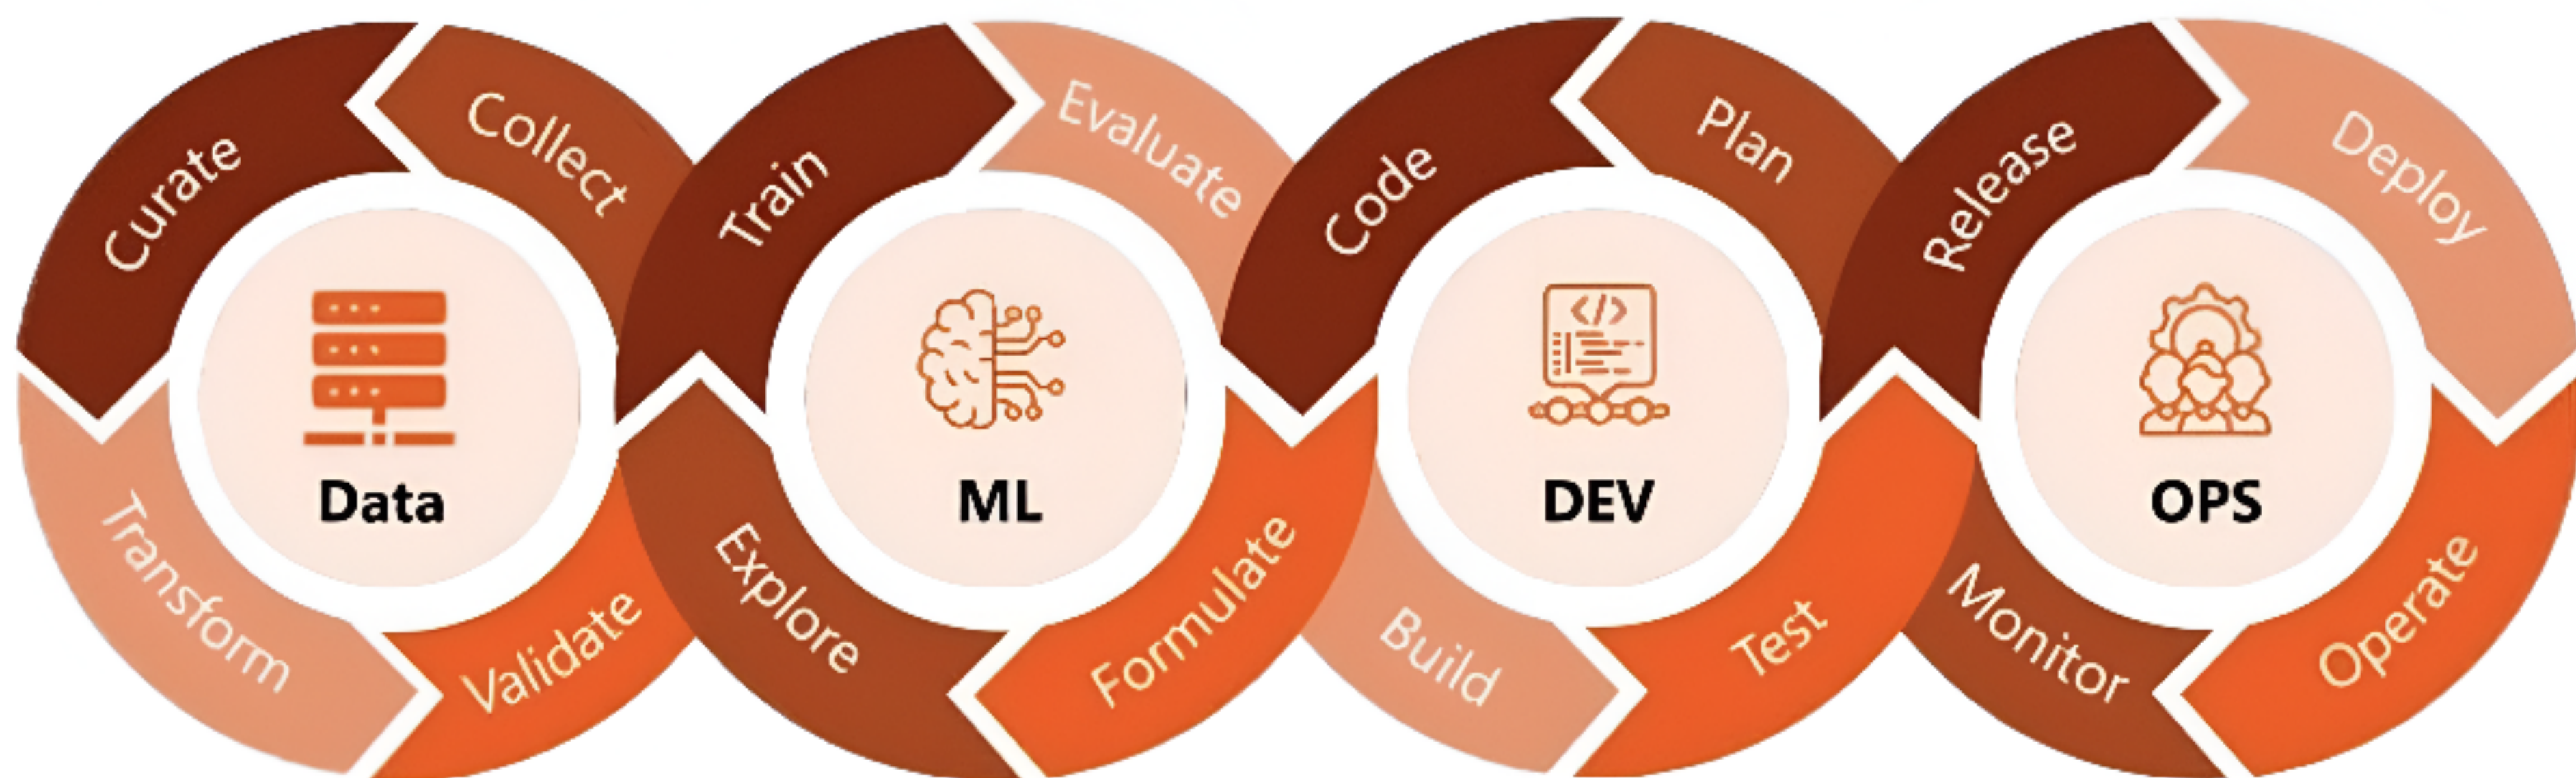 Curate
Collect
Transform
Validate
Data
Train
Evaluate
Explore
Formulate
ML
Code
Plan
Build
Test
DEV
Release
Deploy
Monitor
Operate
OPS